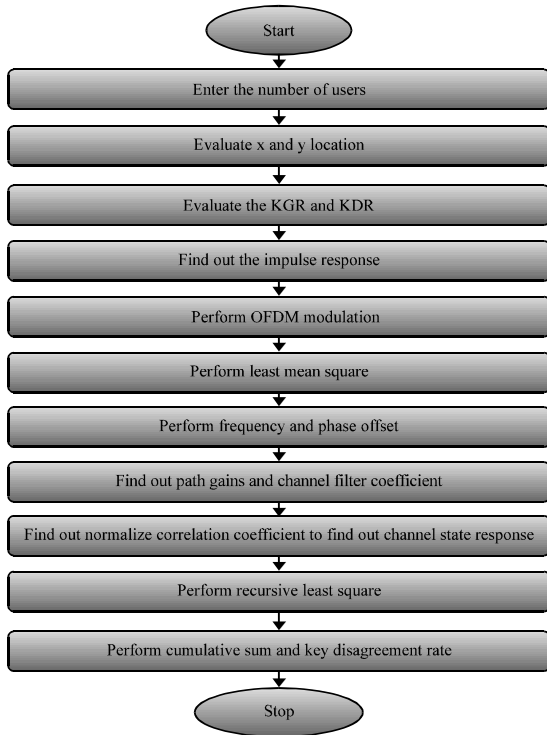 Start
Enter the number of users
Evaluate x and y location
Evaluate the KGR and KDR
Find out the impulse response
Perform OFDM modulation
Perform least mean square
Perform frequency and phase offset
Find out path gains and channel filter coefficient
Find out normalize correlation coefficient to find out channel state response
Perform recursive least square
Perform cumulative sum and key disagreement rate
Stop